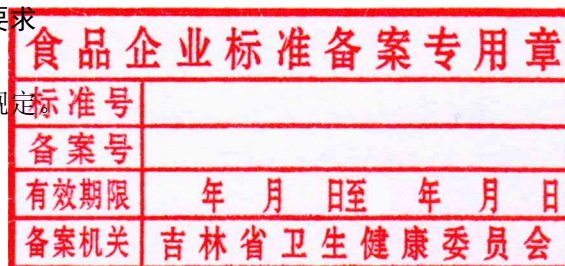 要求
食品企业标准备案专用章
规定。
标准号
备案号
有效期限 年 月 日至 年 月 日
备案机关 吉林省卫生健康委员会